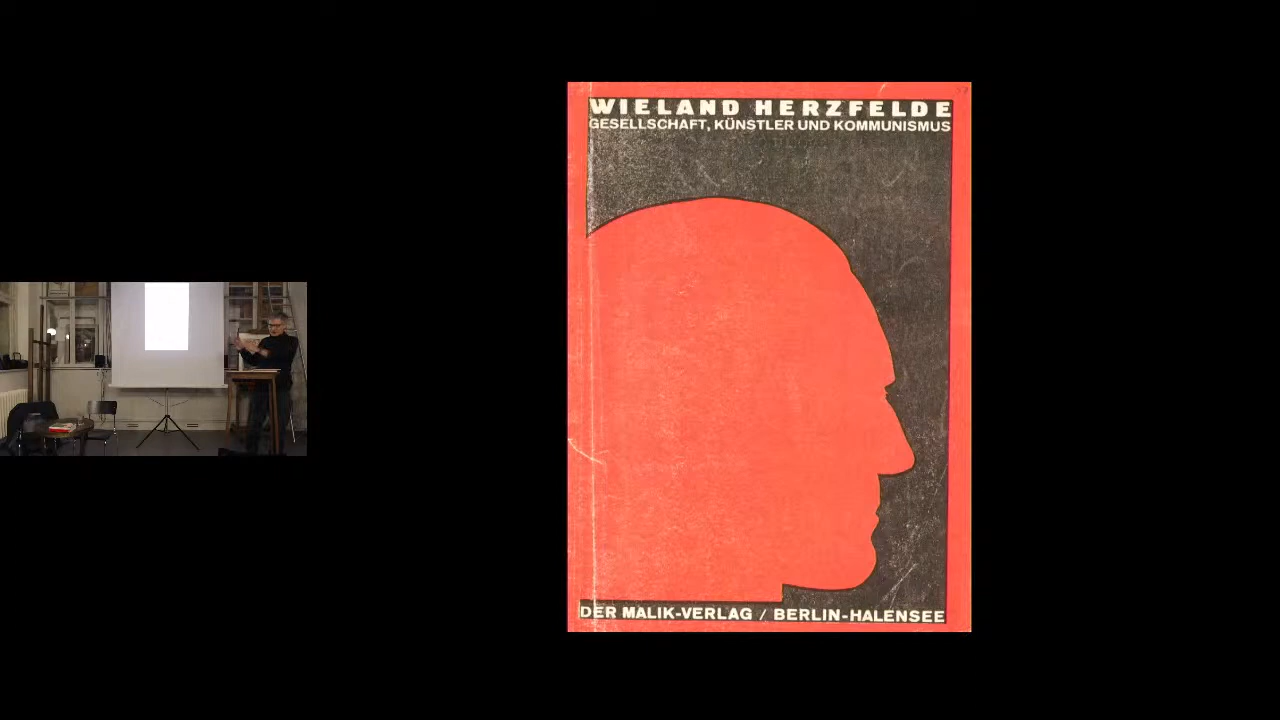 WIELAND HERZFELDE
GESELLSCHAFT, KÜNSTLER UND KOMMUNISMUS
DER MALIK-VERLAG / BERLIN-HALENSEE